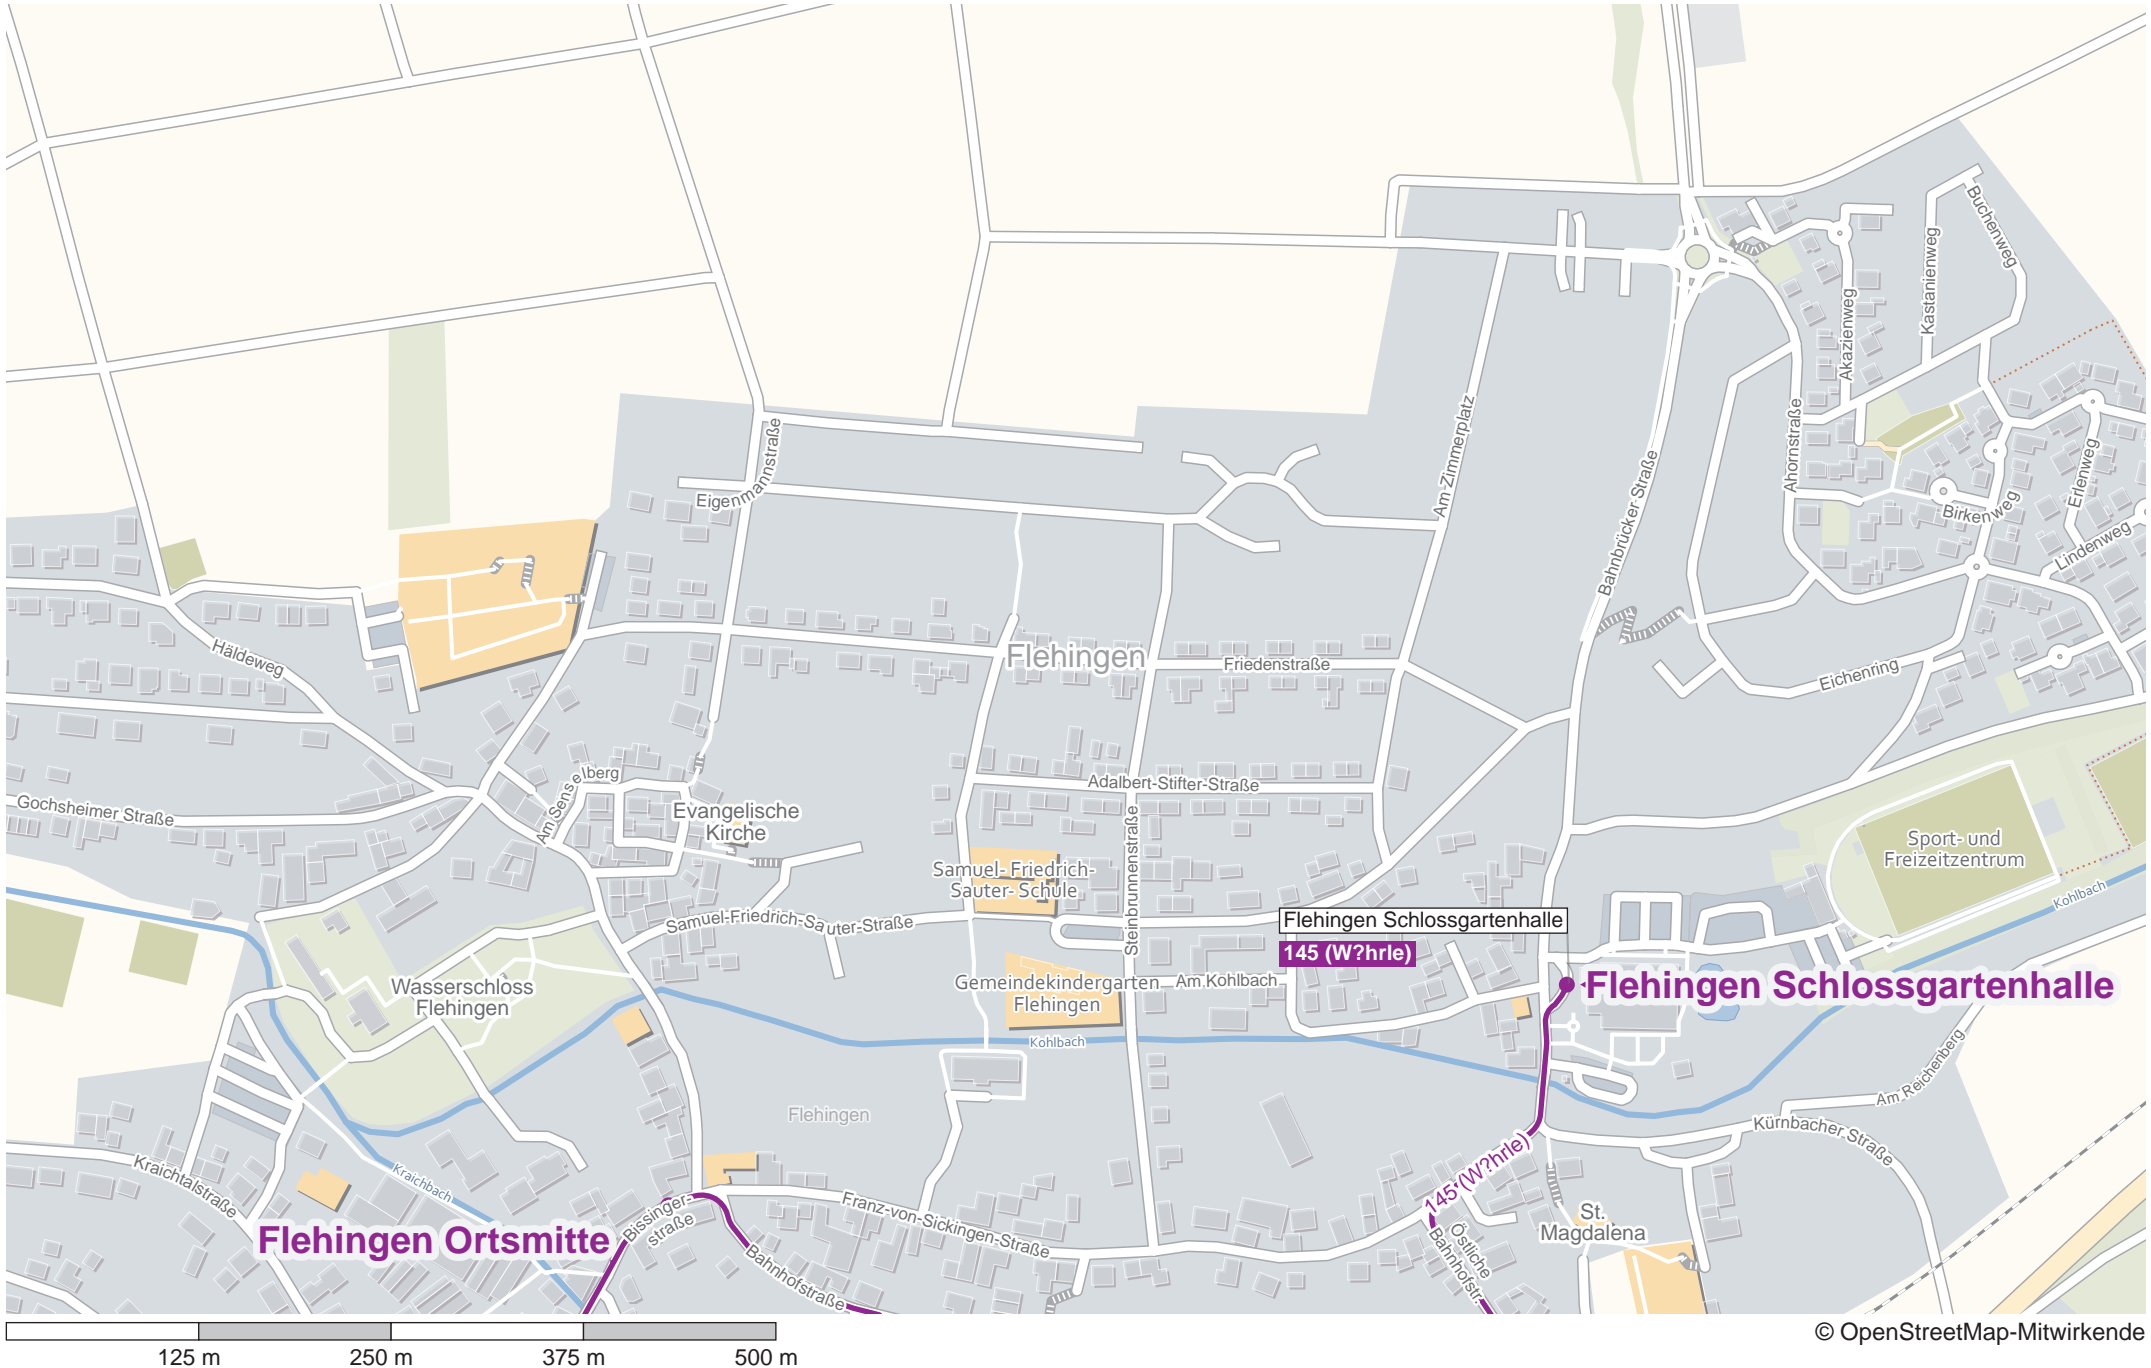 Buchenweg
Kastanienweg
Akazienweg
Am Zimmerplatz
Ahornstraße
Eigenmannstraße
Bahnbrücker-Straße
Erlenweg
Birkenweg
Lindenweg
Häldeweg
Flehingen
Friedenstraße
Eichenring
Am Senselberg
Adalbert-Stifter-Straße
Gochsheimer Straße
Evangelische
Kirche
Sport- und
Freizeitzentrum
Steinbrunnenstraße
Samuel- Friedrich-
Sauter- Schule
Kohlbach
Samuel-Friedrich-Sauter-Straße
Flehingen Schlossgartenhalle
145 (W?hrle)
Wasserschloss
Flehingen
Gemeindekindergarten
Flehingen
Am Kohlbach
Flehingen Schlossgartenhalle
Kohlbach
Am Reichenberg
Flehingen
Kürnbacher Straße
145 (W?hrle)
Kraichtalstraße
Kraichbach
Bissinger-
straße
Franz-von-Sickingen-Straße
St.
Magdalena
Flehingen Ortsmitte
Bahnhofstraße
Östliche
Bahnhofstr.
© OpenStreetMap-Mitwirkende
125 m 250 m 375 m 500 m